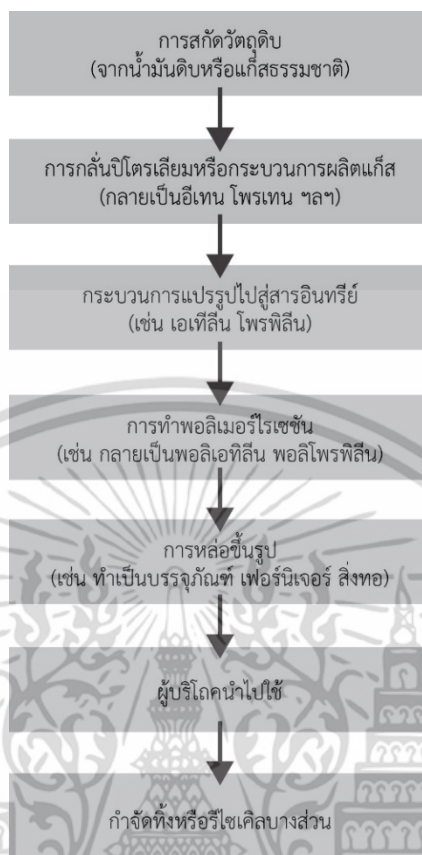 การสกัดวัตถุดิบ
(จากน้ำมันดิบหรือแก็สธรรมชาติ)
การกลั่นปิโตรเลียมหรือกระบวนการผลิตแก็ส
(กลายเป็นอีเทน โพรเทน ฯลฯ)
กระบวนการแปรรูปไปสู่สารอินทรีย์
(เช่น เอเทีลีน โพรพิลีน)
การทำพอลิเมอร์ไรเซชัน
(เช่น กลายเป็นพอลิเอทิลีน พอลิโพรพิลีน)
การหล่อขึ้นรูป
(เช่น ทำเป็นบรรจุภัณฑ์ เฟอร์นิเจอร์ สิ่งทอ)
ผู้บริโภคนำไปใช้
กำจัดทิ้งหรือรีไซเคิลบางส่วน